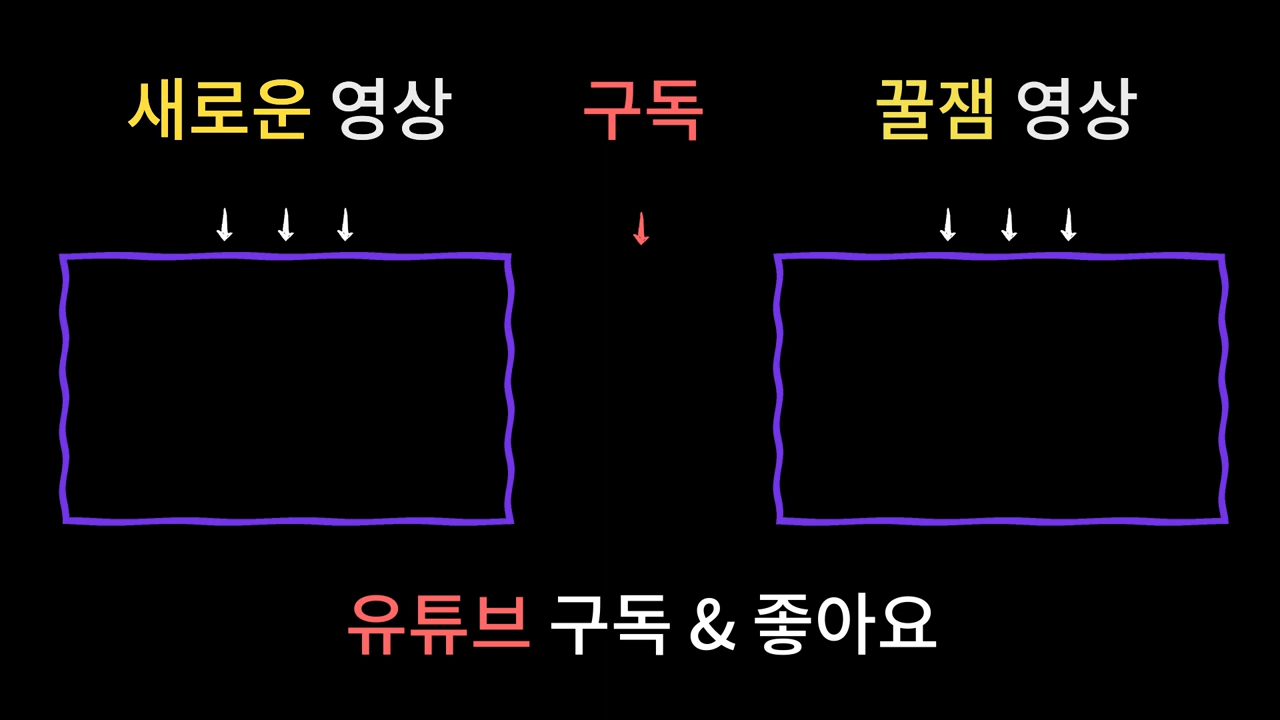 새로운 영상
구독
꿀잼 영상
유튜브 구독 & 좋아요